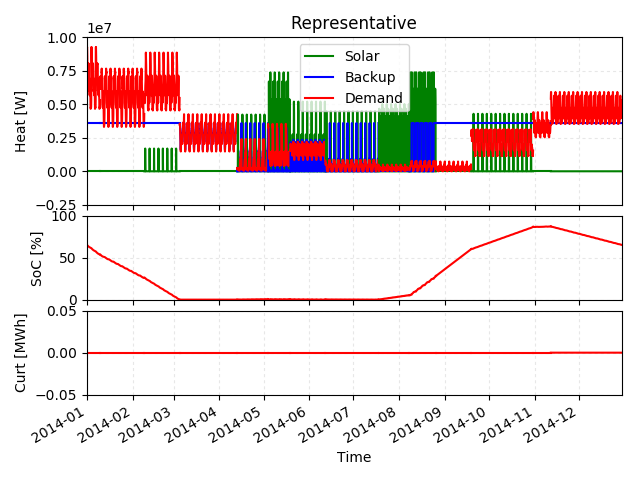 Representative
1e7
1.00
0.75
0.50
0.25
0.00
−0.25
Heat [W]
Solar
Backup
Demand
100
50
0
SoC [%]
0.05
0.00
−0.05
Curt [MWh]
2014-01
2014-02
2014-03
2014-04
2014-05
2014-06
2014-07
2014-08
2014-09
2014-10
2014-11
2014-12
Time